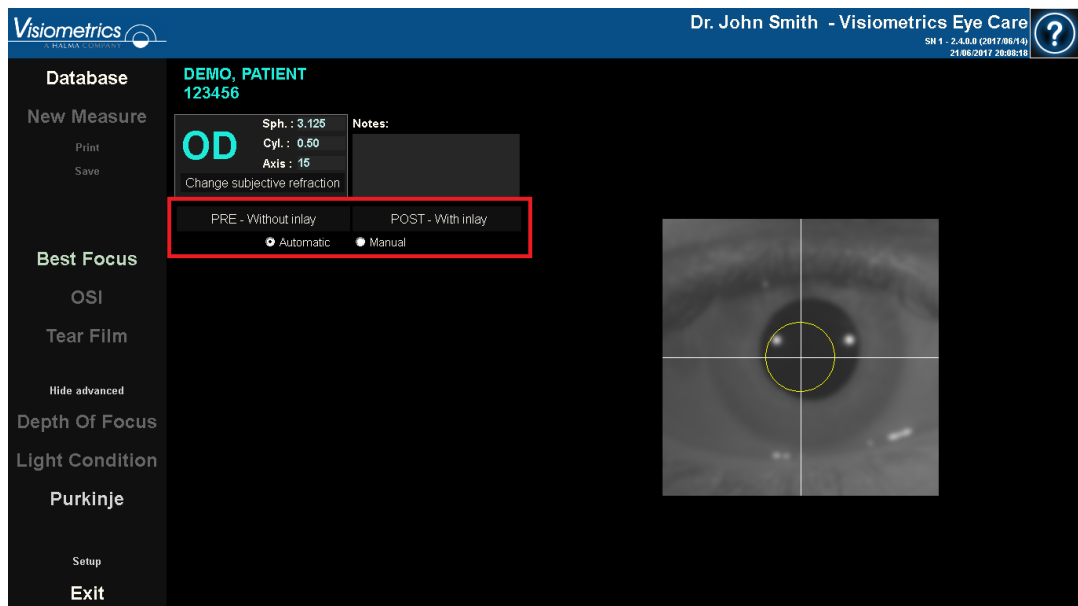 Visiometrics
A HALMA COMPANY
Dr. John Smith - Visiometrics Eye Care
SN 1 - 2.4.0.0 (2017/06/14)
21/06/2017 20:08:18
?
Database
New Measure
Print
Save
Best Focus
OSI
Tear Film
Hide advanced
Depth Of Focus
Light Condition
Purkinje
Setup
Exit
DEMO, PATIENT
123456
OD
Sph. : 3.125
Cyl. : 0.50
Axis : 15
Change subjective refraction
Notes:
PRE - Without inlay
POST - With inlay
Automatic
Manual